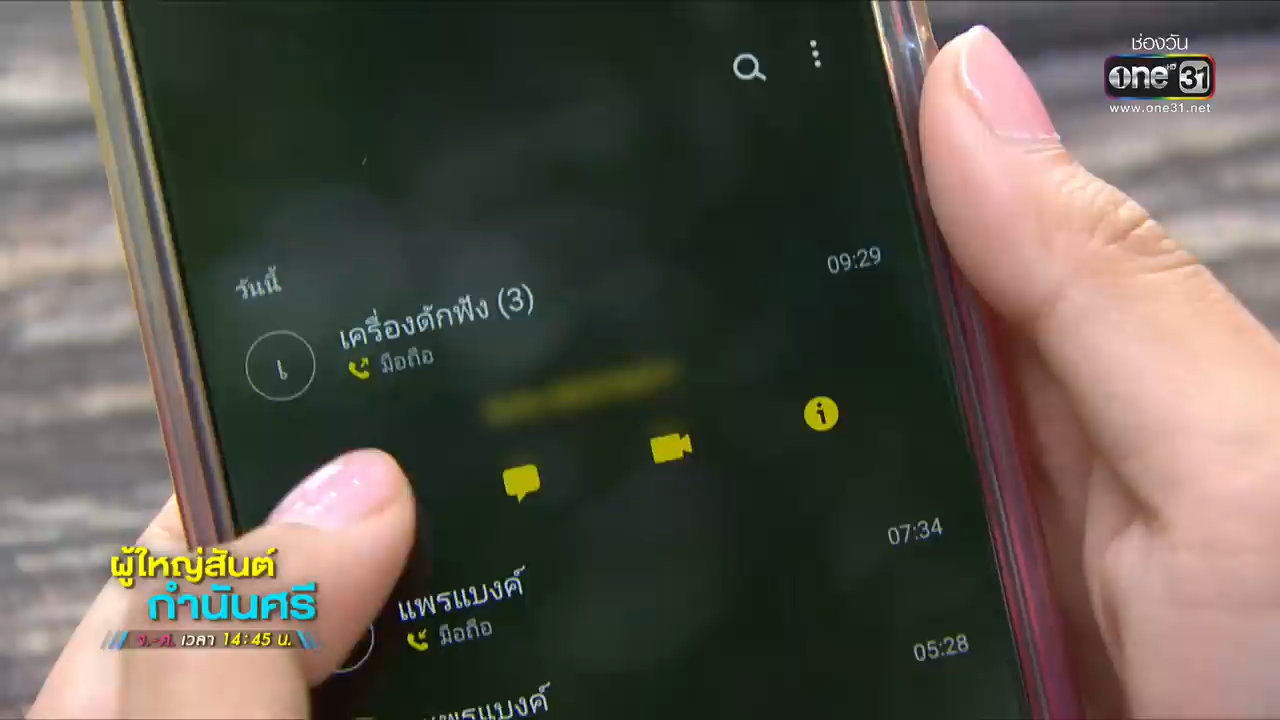 ช่องวัน
one HD 31
www.one31.net
วันนี้
09:29
เครื่องดักฟัง (3)
เ
มือถือ
07:34
แพรแบงค์
มือถือ
05:28
แพรแบงค์
ผู้ใหญ่สันต์
กำนันศรี
จ.-ศ. เวลา 14:45 น.